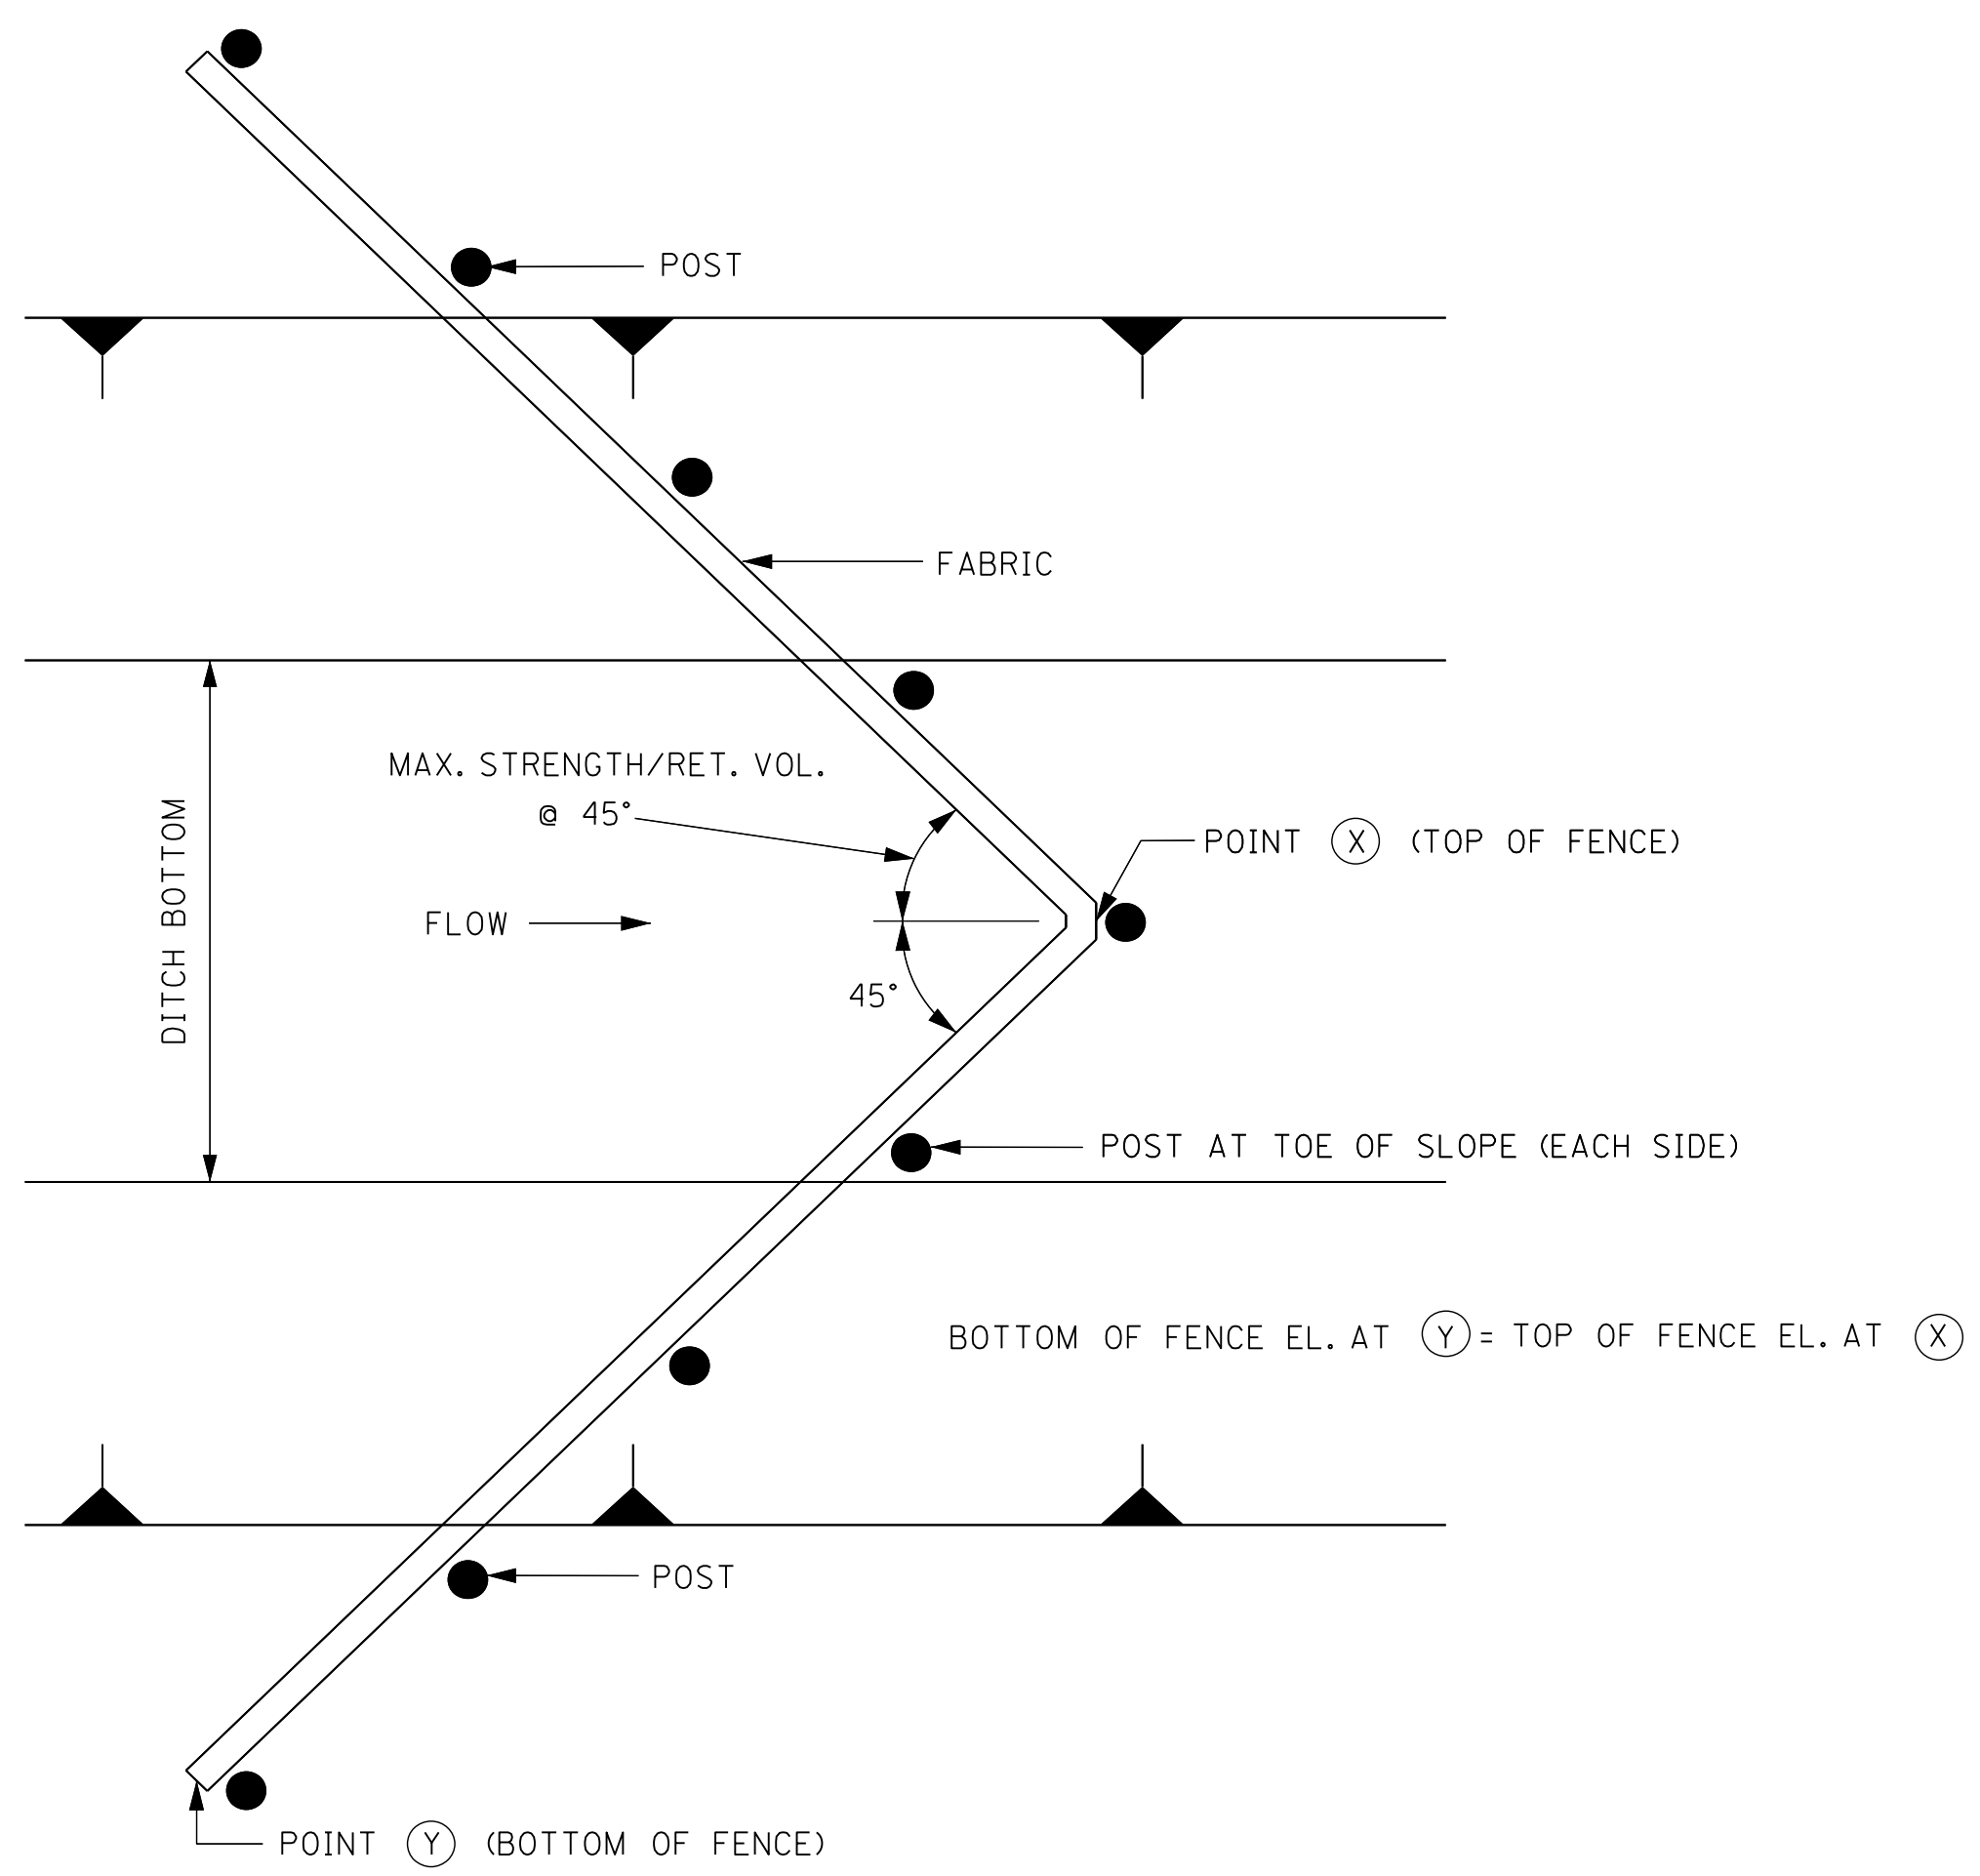 POST
FABRIC
MAX. STRENGTH/RET. VOL.
@ 45°
POINT X (TOP OF FENCE)
DITCH BOTTOM
FLOW
45°
POST AT TOE OF SLOPE (EACH SIDE)
BOTTOM OF FENCE EL. AT Y = TOP OF FENCE EL. AT X
POST
POINT Y (BOTTOM OF FENCE)